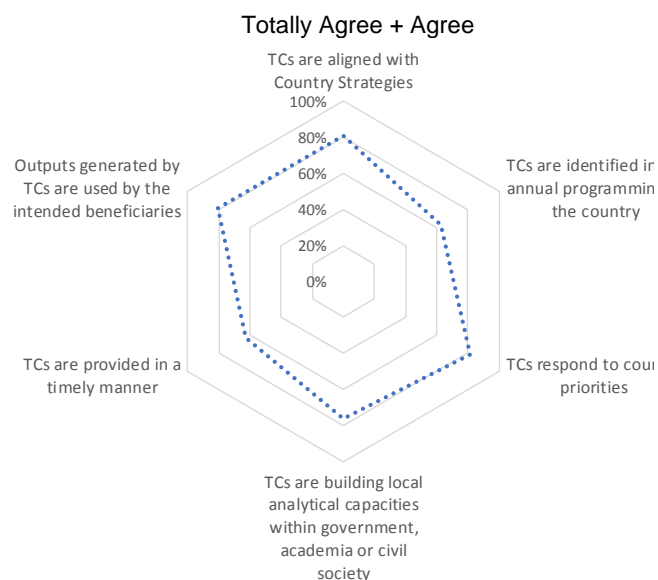 Totally Agree + Agree
TCs are aligned with
Country Strategies
100%
80%
60%
40%
20%
0%
TCs are identified in
annual programmin
the country
TCs respond to cour
priorities
TCs are building local
analytical capacities
within government,
academia or civil
society
TCs are provided in a
timely manner
Outputs generated by
TCs are used by the
intended beneficiaries